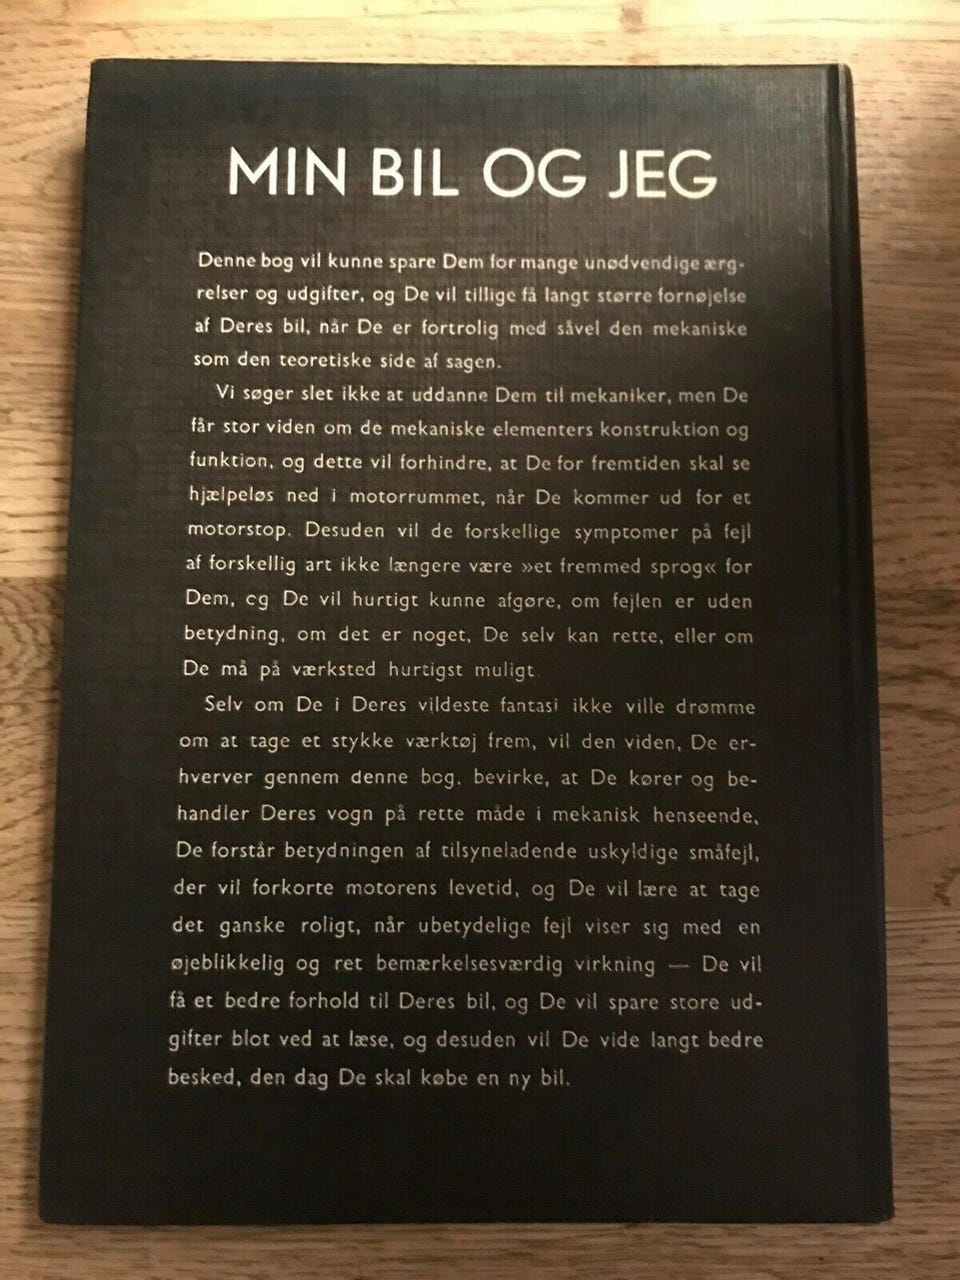 MIN BIL OG JEG
Denne bog vil kunne spare Dem for mange unødvendige ærg-
relser og udgifter, og De vil tillige få langt større fornøjelse
af Deres bil, når De er fortrolig med såvel den mekaniske
som den teoretiske side af sagen.
Vi søger slet ikke at uddanne Dem til mekaniker, men De
får stor viden om de mekaniske elementers konstruktion og
funktion, og dette vil forhindre, at De for fremtiden skal se
hjælpeløs ned i motorrummet, når De kommer ud for et
motorstop. Desuden vil de forskellige symptomer på fejl
af forskellig art ikke længere være »et fremmed sprog« for
Dem, og De vil hurtigt kunne afgøre, om fejlen er uden
betydning, om det er noget, De selv kan rette, eller om
De må på værksted hurtigst muligt.
Selv om De i Deres vildeste fantasi ikke ville drømme
om at tage et stykke værktøj frem, vil den viden, De er-
hverver gennem denne bog, bevirke, at De kører og be-
handler Deres vogn på rette måde i mekanisk henseende,
De forstår betydningen af tilsyneladende uskyldige småfejl,
der vil forkorte motorens levetid, og De vil lære at tage
det ganske roligt, når ubetydelige fejl viser sig med en
øjeblikkelig og ret bemærkelsesværdig virkning — De vil
få et bedre forhold til Deres bil, og De vil spare store ud-
gifter blot ved at læse, og desuden vil De vide langt bedre
besked, den dag De skal købe en ny bil.